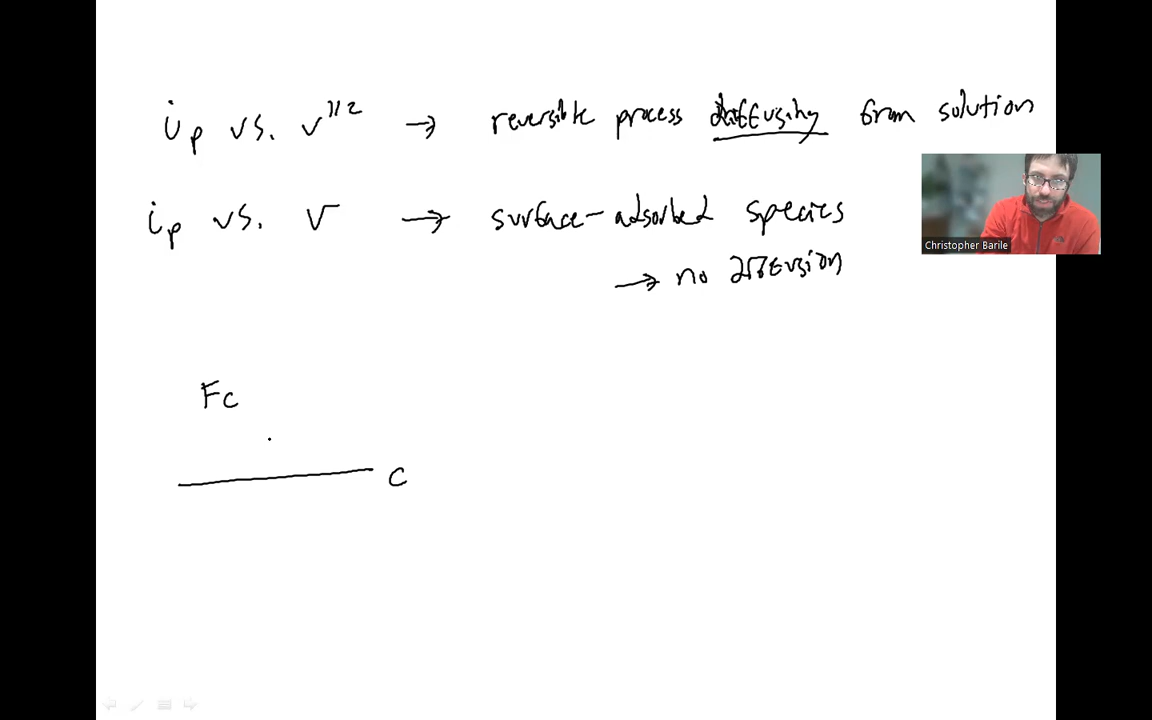 ip vs. v^1/2 → reversible process diffusing from solution
ip vs. v → surface-adsorbed species
Christopher Barile
→ no diffusion
Fc
C